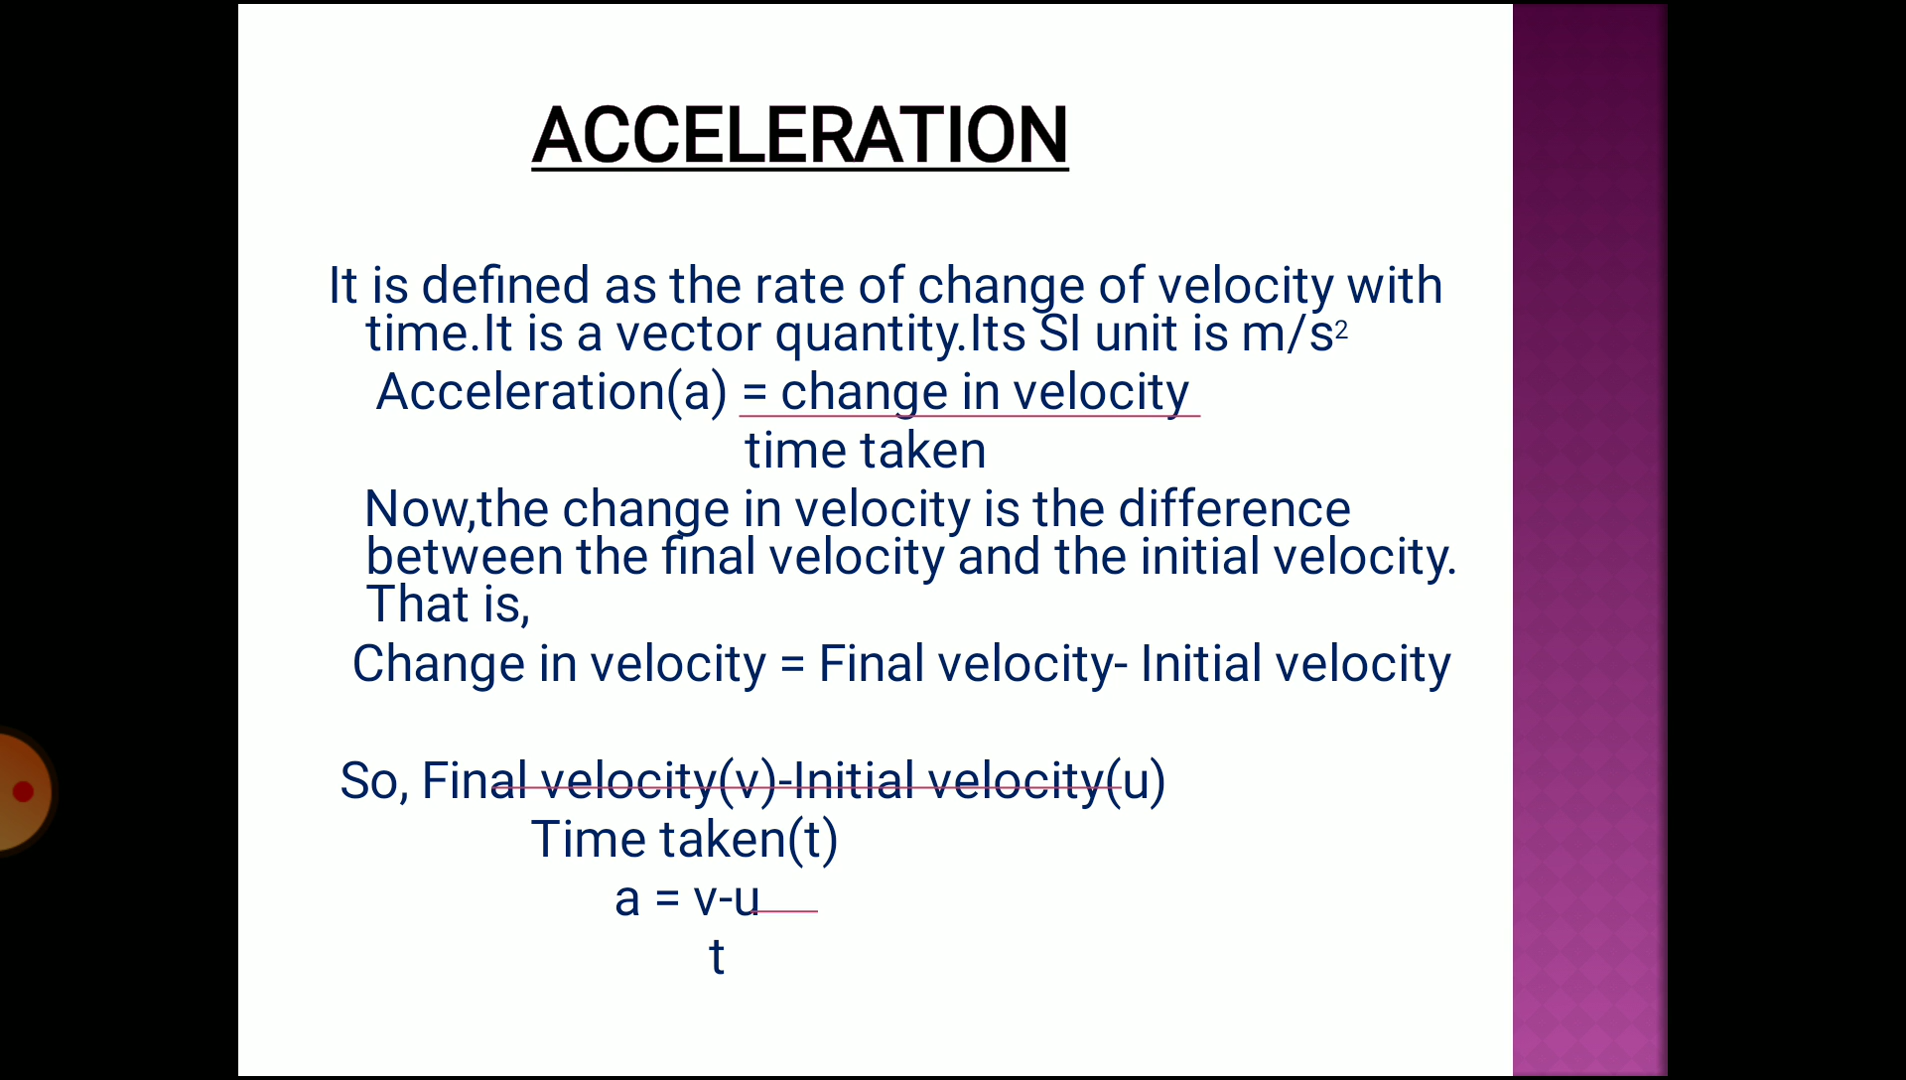 ACCELERATION
It is defined as the rate of change of velocity with
time.It is a vector quantity.Its SI unit is m/s²
Acceleration(a) = change in velocity
time taken
Now,the change in velocity is the difference
between the final velocity and the initial velocity.
That is,
Change in velocity = Final velocity- Initial velocity
So, Final velocity(v)-Initial velocity(u)
Time taken(t)
a = v-u
t